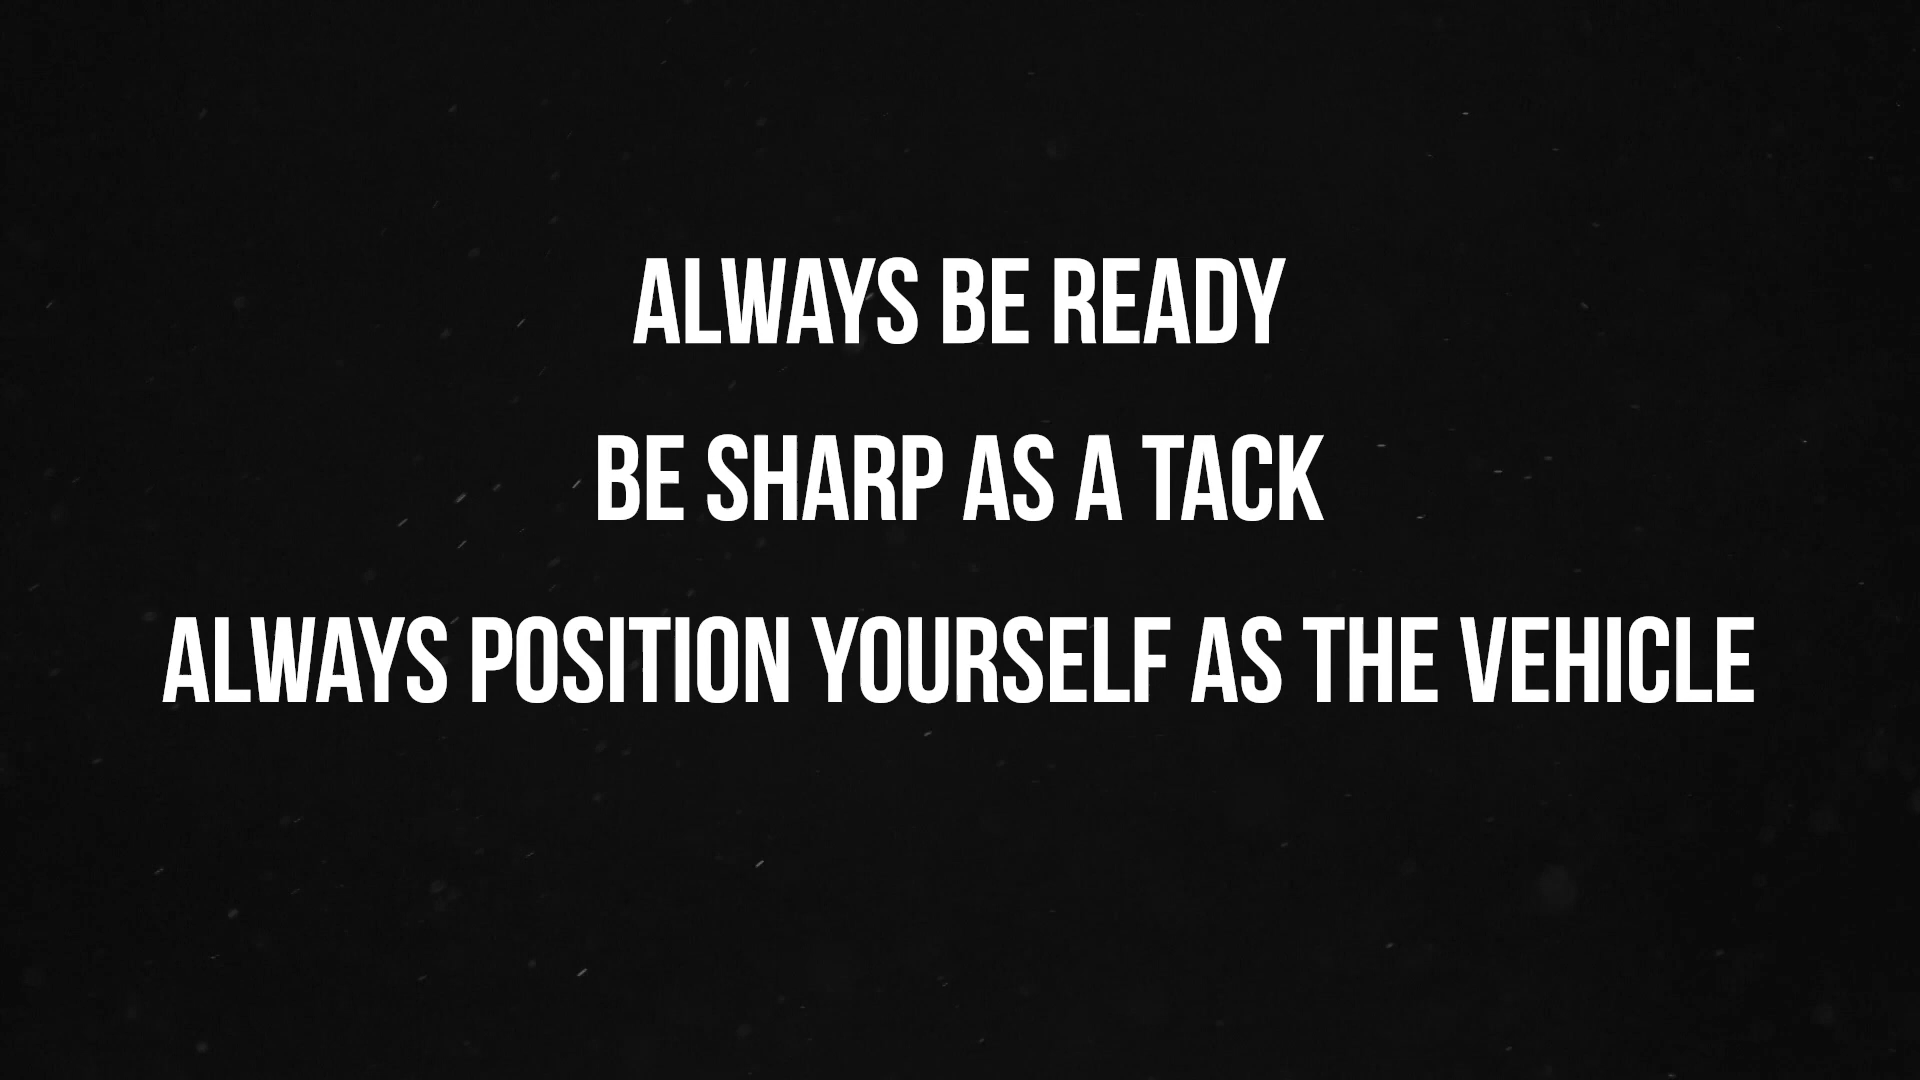 ALWAYS BE READY
BE SHARP AS A TACK
ALWAYS POSITION YOURSELF AS THE VEHICLE